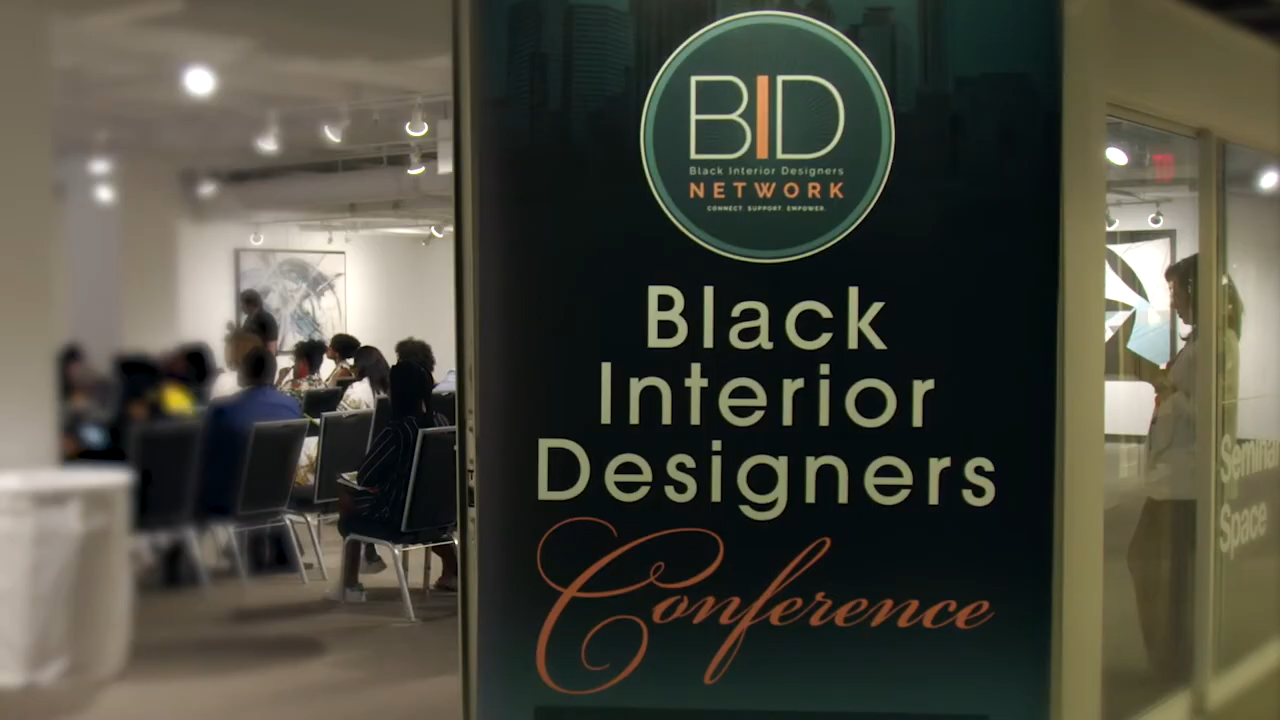 BID
Black Interior Designers
NETWORK
CONNECT. SUPPORT. EMPOWER.
Black
Interior
Designers
Conference
Seminar
Space